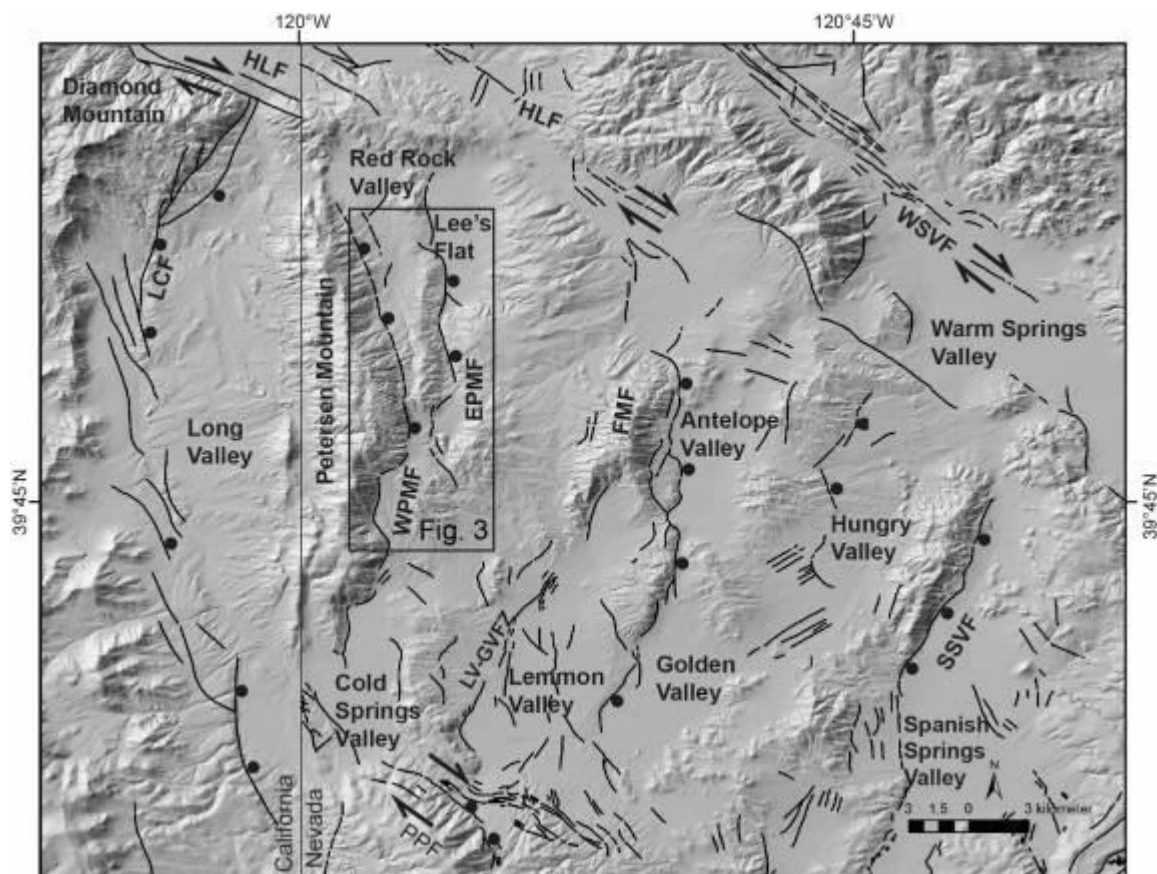 120°W
120°45'W
HLF
Diamond
Mountain
HLF
Red Rock
Valley
WSVF
Lee's
Flat
LCF
Petersen Mountain
Warm Springs
Valley
EPMF
FMF
Antelope
Valley
Long
Valley
39°45'N
39°45'N
WPMF
Fig. 3
Hungry
Valley
SSVF
LV-GVF
Cold
Springs
Valley
Lemmon
Valley
Golden
Valley
Spanish
Springs
Valley
N
3 1.5 0 3 kilometer
PPF
California
Nevada